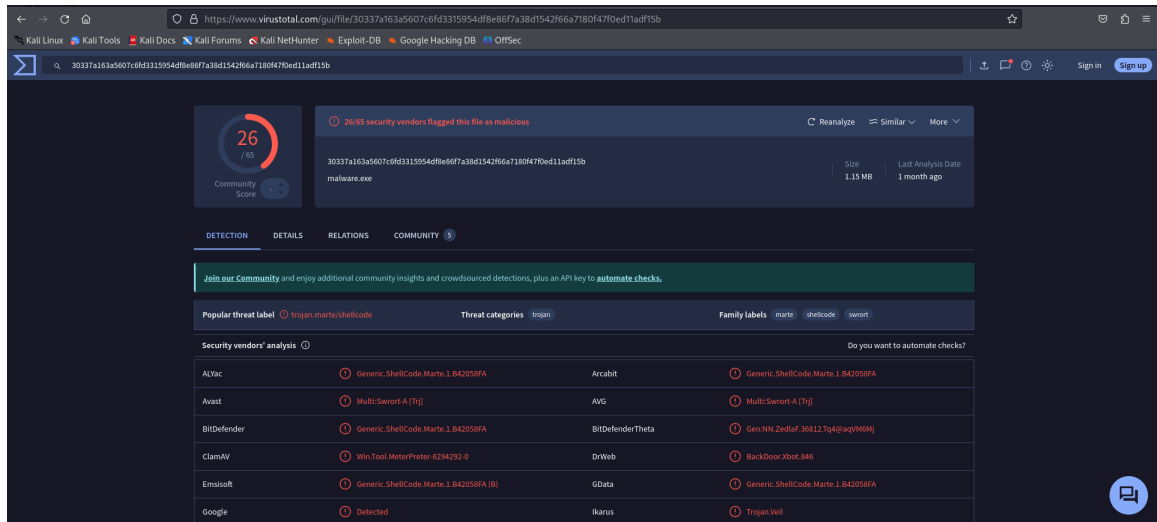 https://www.virustotal.com/gui/file/30337a163a5607c6fd3315954df8e86f7a38d1542f66a7180f47f0ed11adf15b
Kali Linux Kali Tools Kali Docs Kali Forums Kali NetHunter Exploit-DB Google Hacking DB OffSec
30337a163a5607c6fd3315954df8e86f7a38d1542f66a7180f47f0ed11adf15b Sign in Sign up
26/65 security vendors flagged this file as malicious Reanalyze Similar More
26
/ 65
Community
Score
30337a163a5607c6fd3315954df8e86f7a38d1542f66a7180f47f0ed11adf15b
malware.exe
Size
1.15 MB
Last Analysis Date
1 month ago
DETECTION DETAILS RELATIONS COMMUNITY 5
Join our Community and enjoy additional community insights and crowdsourced detections, plus an API key to automate checks.
Popular threat label trojan.marte/shellcode Threat categories trojan Family labels marte shellcode swrort
Security vendors' analysis Do you want to automate checks?
ALYac Generic.ShellCode.Marte.1.B42058FA Arcabit Generic.ShellCode.Marte.1.B42058FA
Avast Multi:Swrort-A [Trj] AVG Multi:Swrort-A [Trj]
BitDefender Generic.ShellCode.Marte.1.B42058FA BitDefenderTheta Gen:NN.ZedlaF.36812.Tq4@aqVM6Mj
ClamAV Win.Tool.MeterPreter-6294292-0 DrWeb BackDoor.Xbot.846
Emsisoft Generic.ShellCode.Marte.1.B42058FA (B) GData Generic.ShellCode.Marte.1.B42058FA
Google Detected Ikarus Trojan.Veil